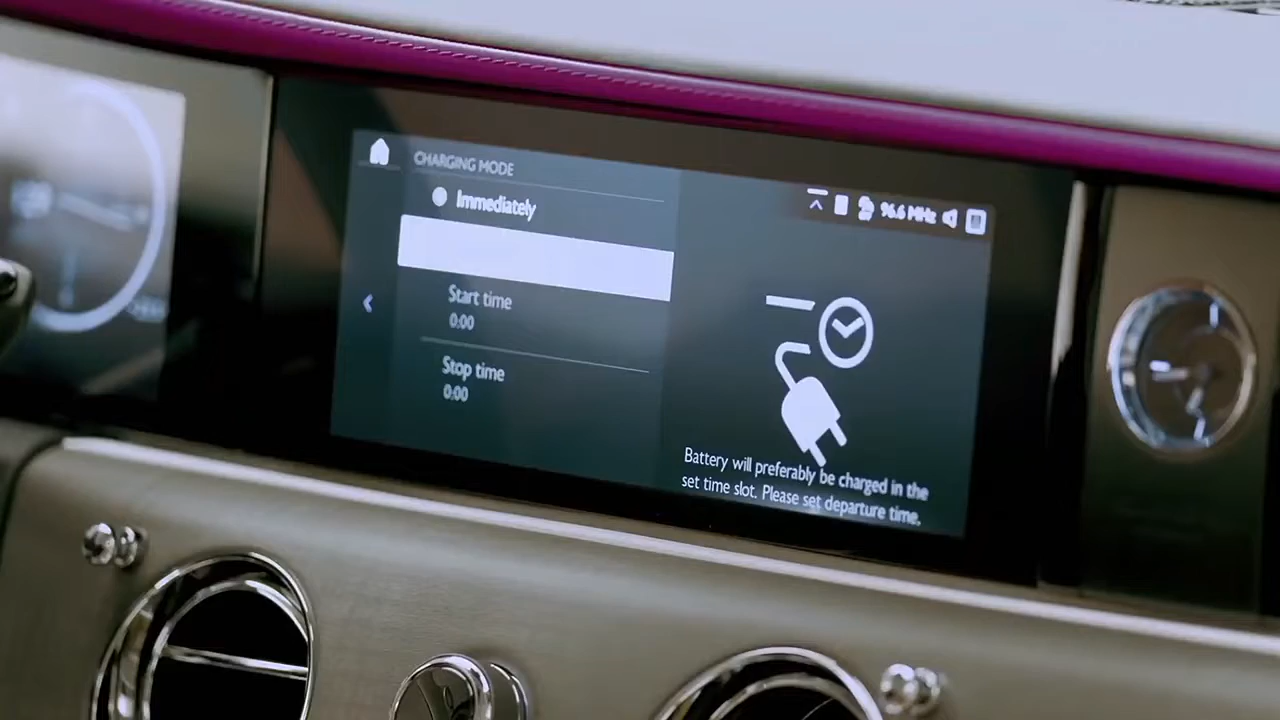 CHARGING MODE
96.6 MHz
Immediately
Start time
0:00
Stop time
0:00
Battery will preferably be charged in the
set time slot. Please set departure time.